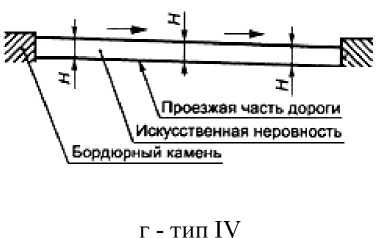 H H H
Проезжая часть дороги
Искусственная неровность
Бордюрный камень
г - тип IV